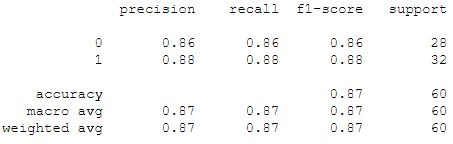 precision recall f1-score support
0 0.86 0.86 0.86 28
1 0.88 0.88 0.88 32
accuracy 0.87 60
macro avg 0.87 0.87 0.87 60
weighted avg 0.87 0.87 0.87 60